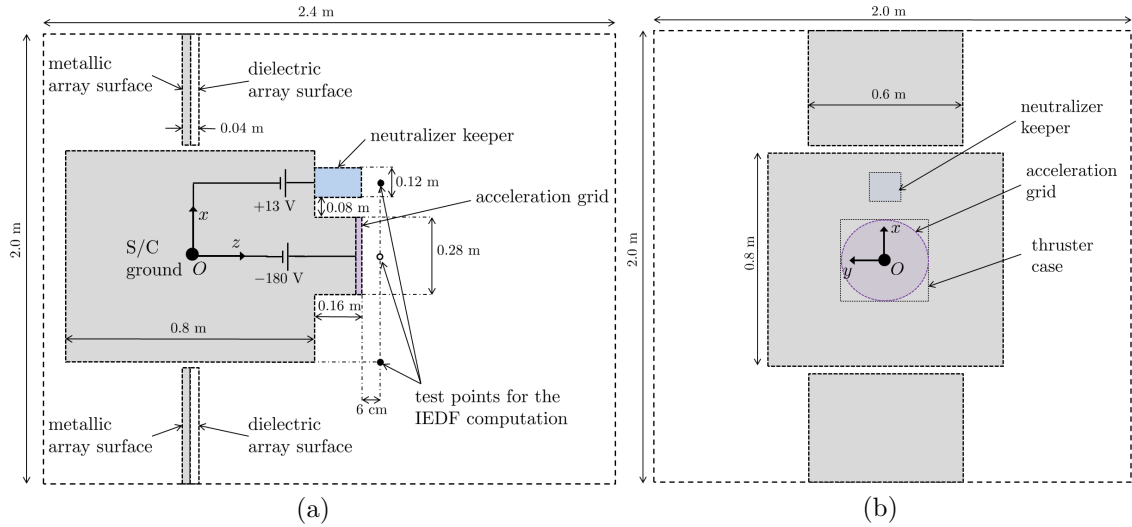 2.4 m
metallic
array surface
dielectric
array surface
0.04 m
neutralizer keeper
0.12 m
acceleration grid
+13 V
0.08 m
x
S/C
ground
z
O
−180 V
0.28 m
0.16 m
0.8 m
2.0 m
6 cm
test points for the
IEDF computation
metallic
array surface
dielectric
array surface
(a)
2.0 m
0.6 m
neutralizer
keeper
acceleration
grid
thruster
case
x
y
O
0.8 m
2.0 m
(b)